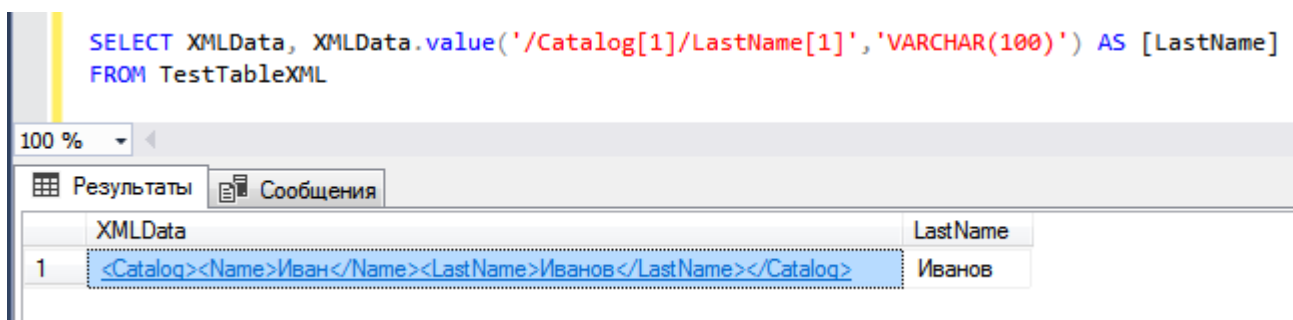 SELECT XMLData, XMLData.value('/Catalog[1]/LastName[1]','VARCHAR(100)') AS [LastName]
FROM TestTableXML
100 %
Результаты Сообщения
XMLData LastName
1 <Catalog><Name>Иван</Name><LastName>Иванов</LastName></Catalog> Иванов